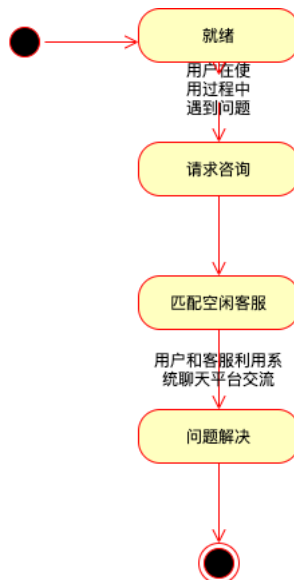 就绪
用户在使
用过程中
遇到问题
请求咨询
匹配空闲客服
用户和客服利用系
统聊天平台交流
问题解决